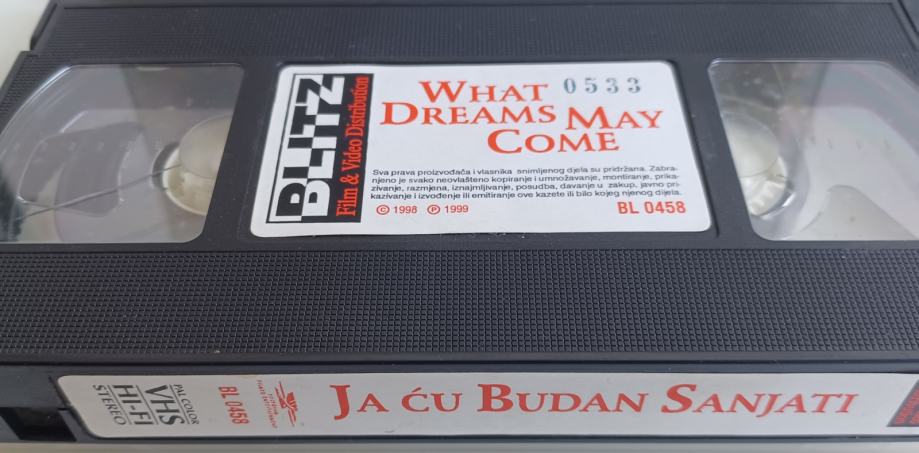 BLITZ
Film & Video Distribution
WHAT 0533
DREAMS MAY
COME
Sva prava proizvođača i vlasnika snimljenog djela su pridržana. Zabra-
njeno je svako neovlašteno kopiranje i umnožavanje, montiranje, prika-
zivanje, razmjena, iznajmljivanje, posudba, davanje u zakup, javno pri-
kazivanje i izvođenje ili emitiranje ove kazete ili bilo kojeg njenog dijela.
© 1998 ℗ 1999 BL 0458
PAL COLOR
VHS
HI-FI
STEREO
BL 0458
JA ĆU BUDAN SANJATI